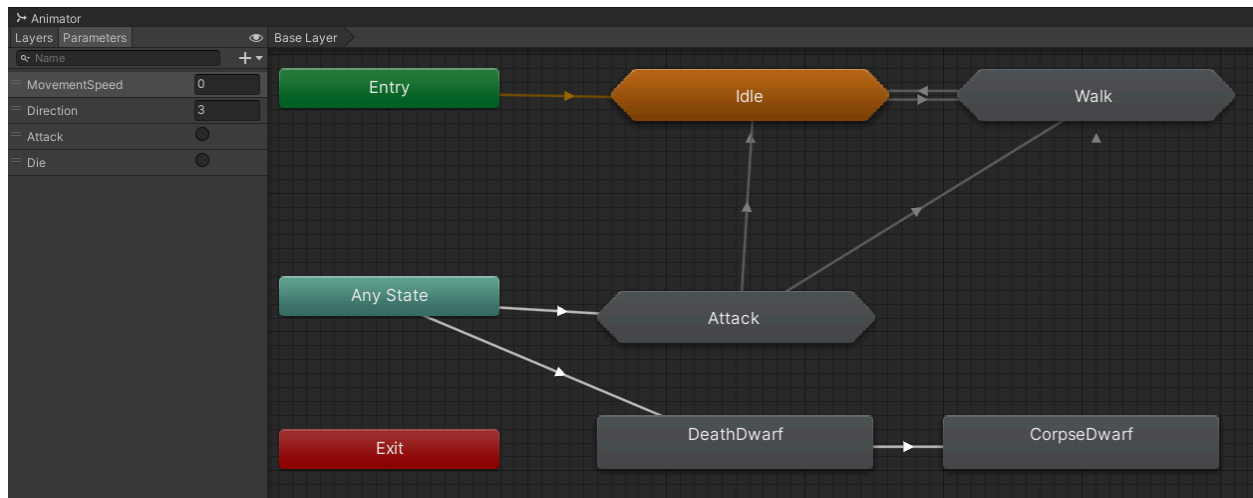 Animator
Layers Parameters Base Layer
Name
MovementSpeed 0
Direction 3
Attack
Die
Entry
Idle
Walk
Any State
Attack
DeathDwarf
CorpseDwarf
Exit